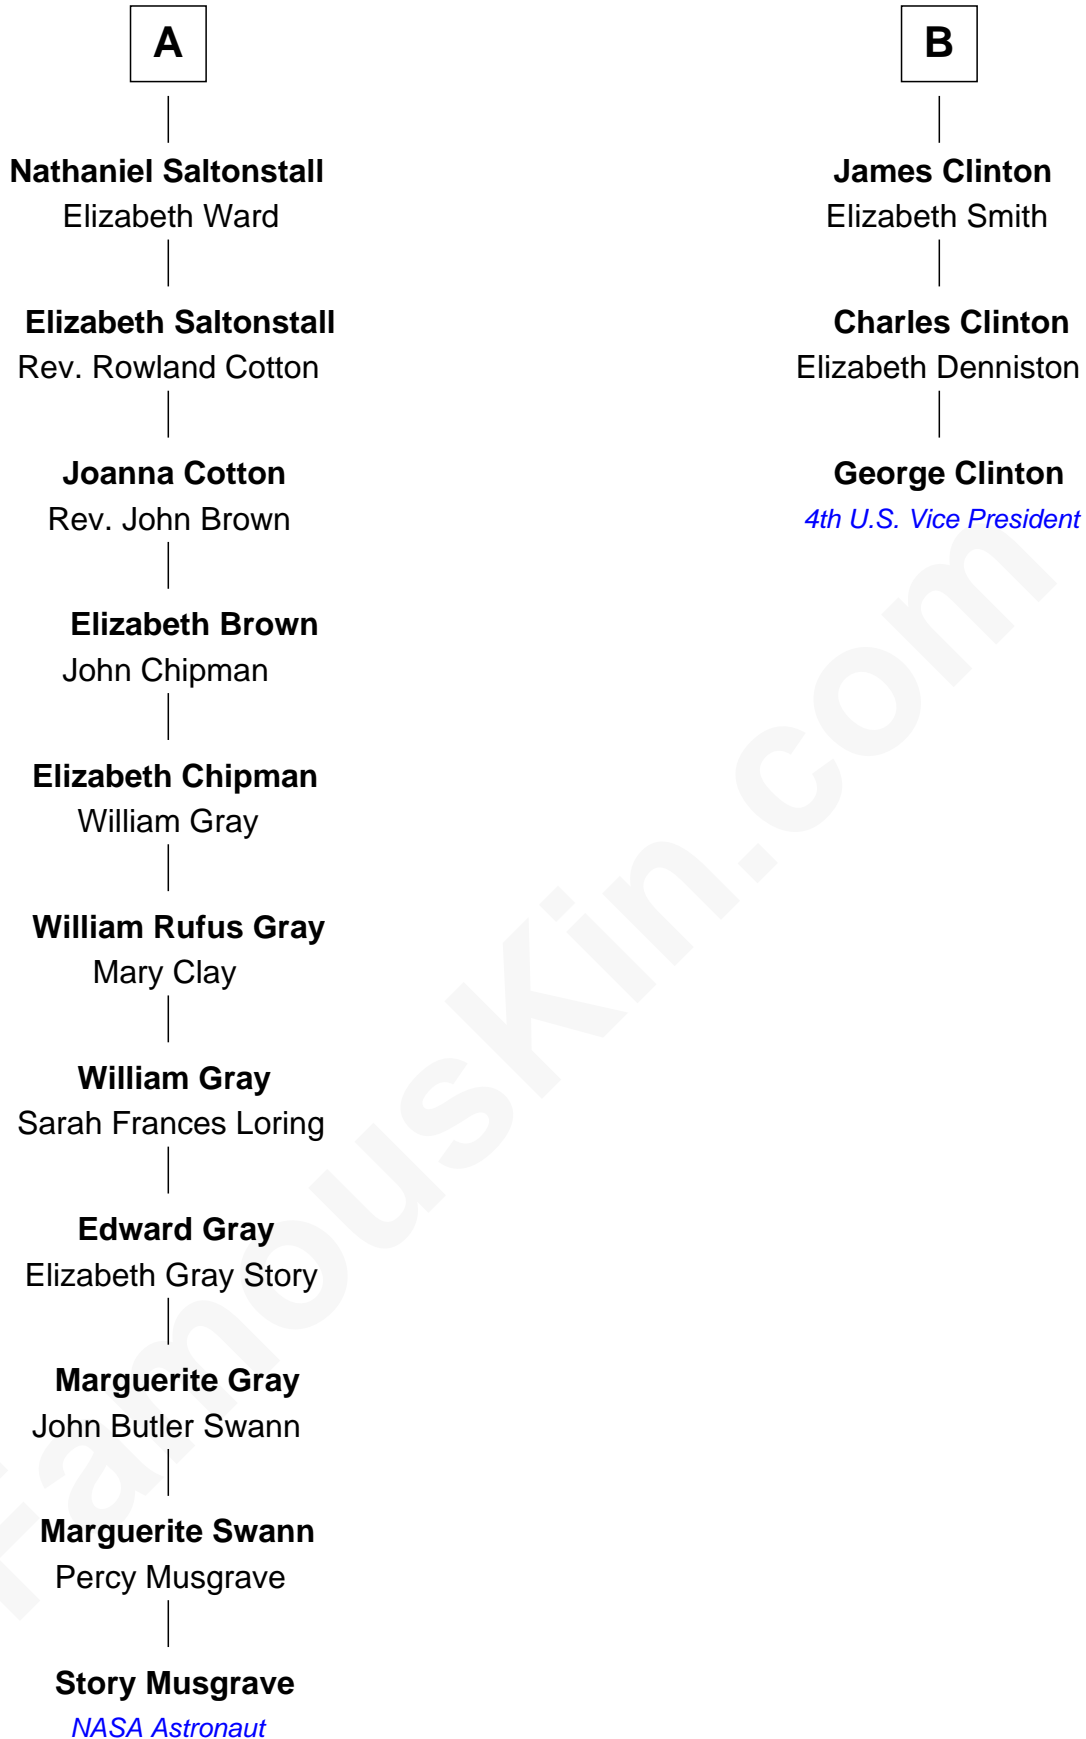 A
Nathaniel Saltonstall
Elizabeth Ward
Elizabeth Saltonstall
Rev. Rowland Cotton
Joanna Cotton
Rev. John Brown
Elizabeth Brown
John Chipman
Elizabeth Chipman
William Gray
William Rufus Gray
Mary Clay
William Gray
Sarah Frances Loring
Edward Gray
Elizabeth Gray Story
Marguerite Gray
John Butler Swann
Marguerite Swann
Percy Musgrave
Story Musgrave
NASA Astronaut
B
James Clinton
Elizabeth Smith
Charles Clinton
Elizabeth Denniston
George Clinton
4th U.S. Vice President
FamousKin.com